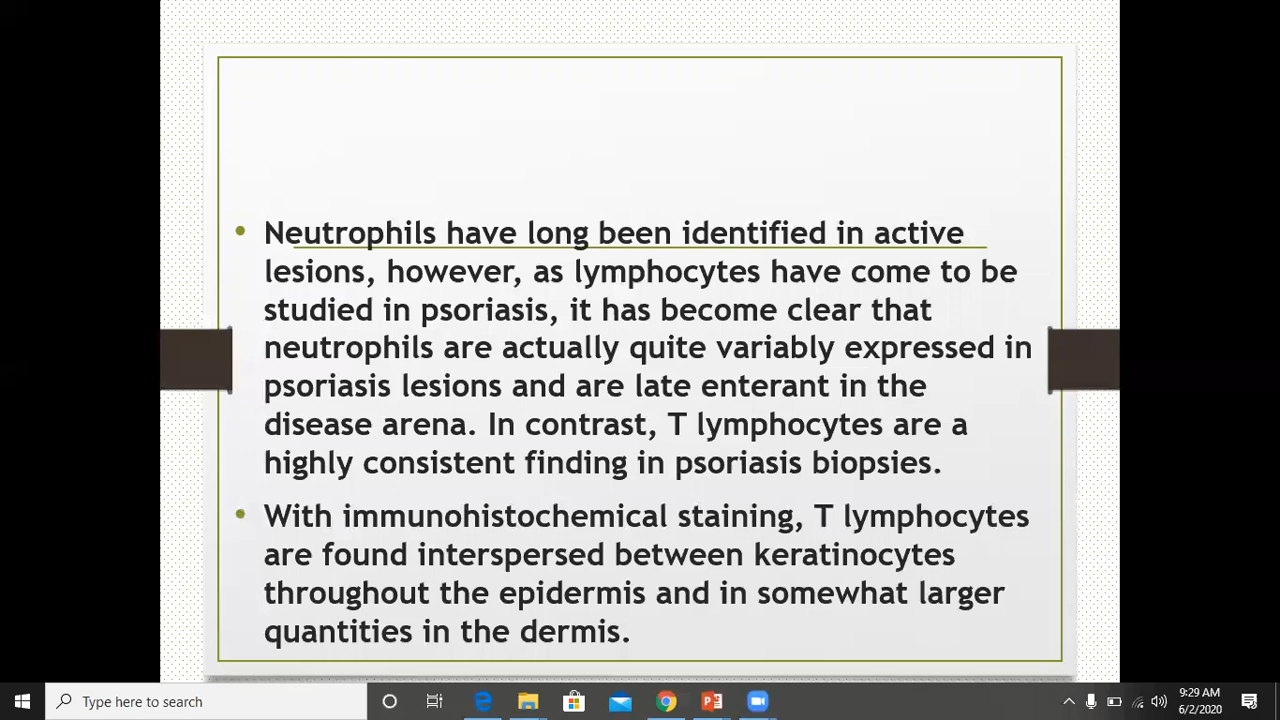 • Neutrophils have long been identified in active
lesions, however, as lymphocytes have come to be
studied in psoriasis, it has become clear that
neutrophils are actually quite variably expressed in
psoriasis lesions and are late enterant in the
disease arena. In contrast, T lymphocytes are a
highly consistent finding in psoriasis biopsies.
• With immunohistochemical staining, T lymphocytes
are found interspersed between keratinocytes
throughout the epidermis and in somewhat larger
quantities in the dermis.
Type here to search
9:29 AM
6/2/2020